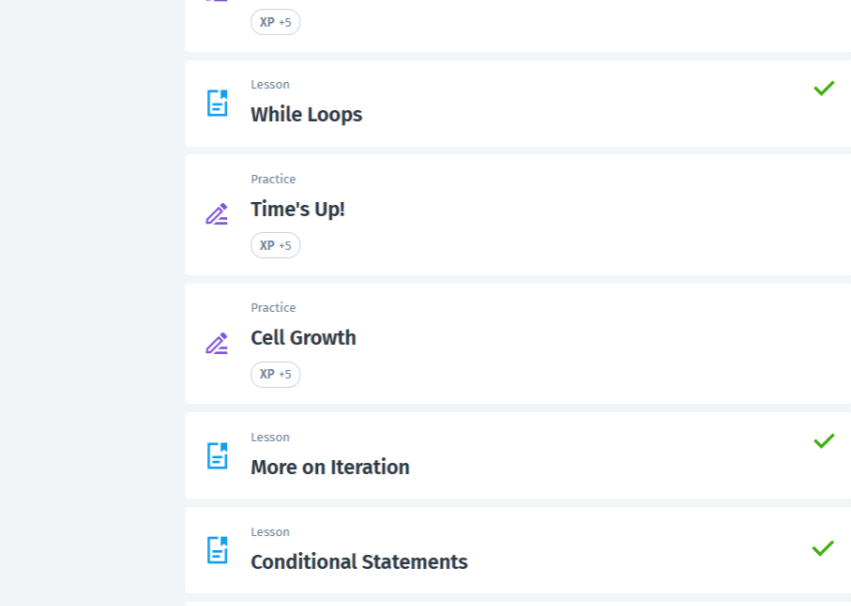 XP +5
Lesson
While Loops
Practice
Time's Up!
XP +5
Practice
Cell Growth
XP +5
Lesson
More on Iteration
Lesson
Conditional Statements